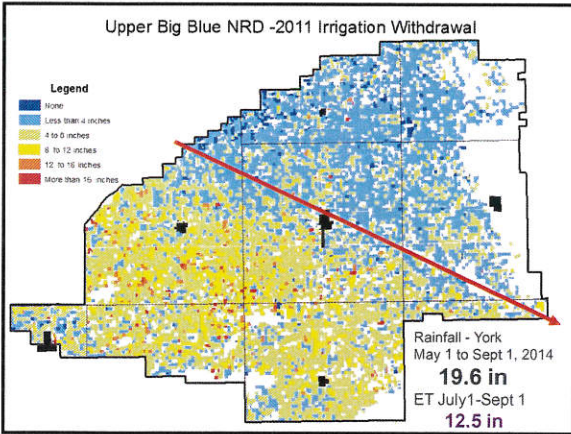 Upper Big Blue NRD -2011 Irrigation Withdrawal
Legend
None
Less than 4 inches
4 to 8 inches
8 to 12 inches
12 to 16 inches
More than 16 inches
Rainfall - York
May 1 to Sept 1, 2014
19.6 in
ET July1-Sept 1
12.5 in